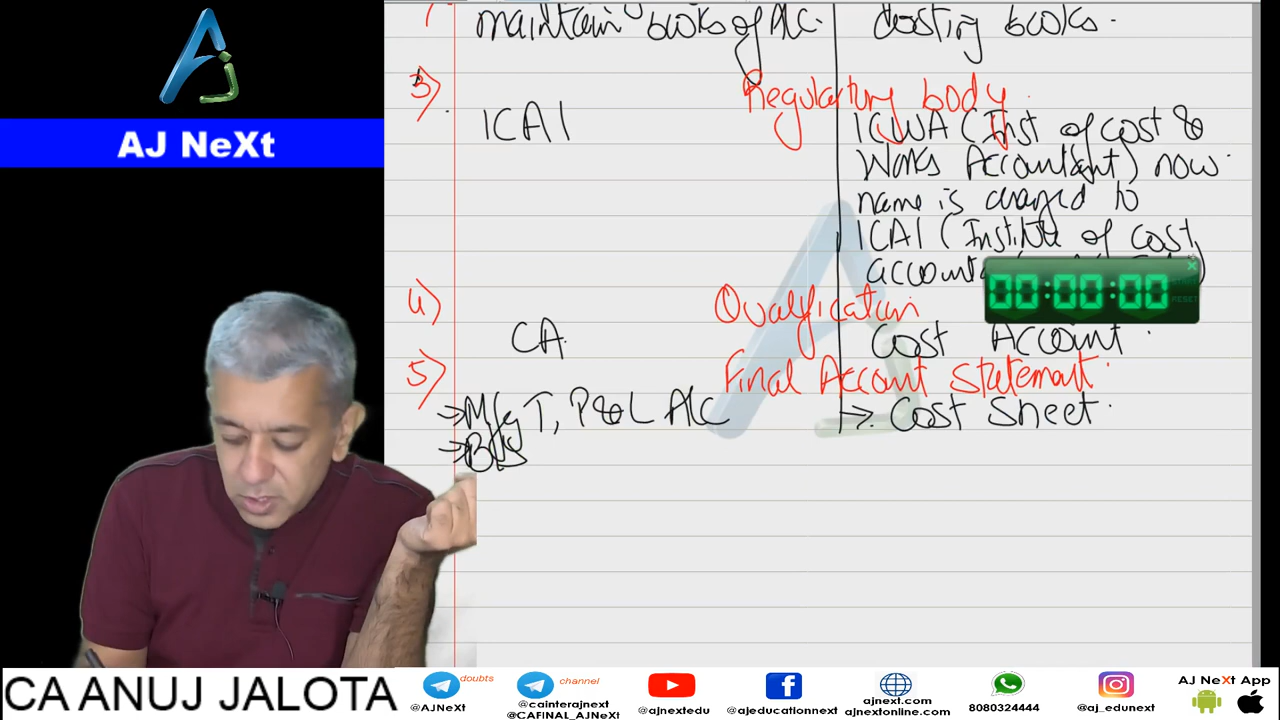 AJ NeXt
maintain books of A/C.
costing books.
3)
Regulatory body.
ICAI
ICWA (Inst of cost &
Works Accountant) now
name is changed to
ICAI (Institute of Cost
00:00:00
RESET
4)
Qualification
CA
Cost Account.
5)
Final Account Statement.
→ Mfg T, P&L A/C
→ Cost Sheet.
→ B/S
CA ANUJ JALOTA
doubts
@AJNeXt
channel
@cainterajnext
@CAFINAL_AJNeXt
@ajnextedu
@ajeducationnext
ajnext.com
ajnextonline.com
8080324444
@aj_edunext
AJ NeXt App